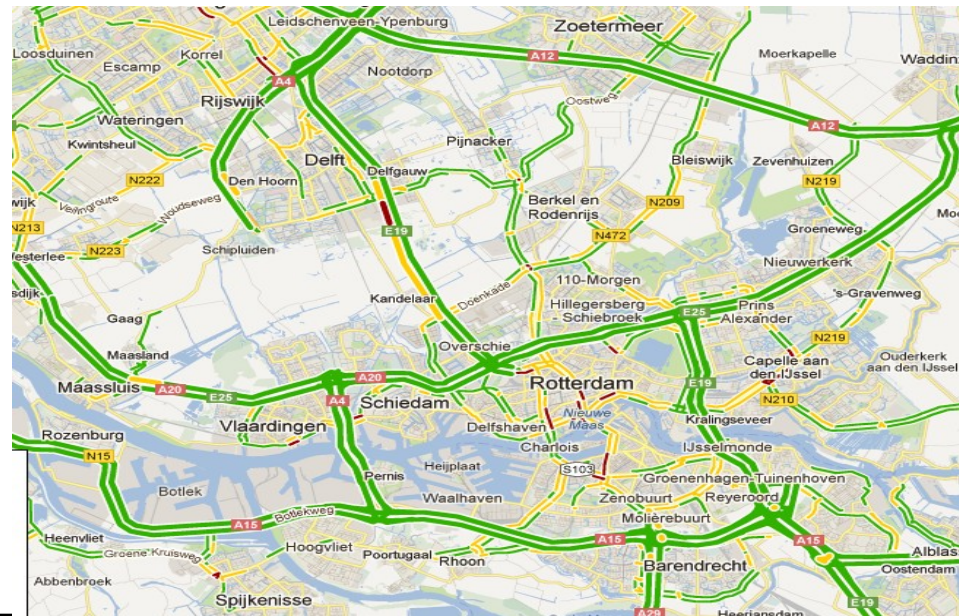 Leidschenveen-Ypenburg
Zoetermeer
Loosduinen
Korrel
A12
Moerkapelle
Escamp
Nootdorp
A4
Rijswijk
Oostweg
Wateringen
A12
Kwintsheul
Pijnacker
Delft
Bleiswijk
Zevenhuizen
Delfgauw
N222
Den Hoorn
N219
Berkel en
Rodenrijs
N209
Veilingroute
Woudseweg
N213
E19
Groeneweg
N472
N223
Schipluiden
Nieuwerkerk
110-Morgen
Kandelaar
Doenkade
Hillegersberg
- Schiebroek
Prins
Alexander
's-Gravenweg
E25
Gaag
N219
Overschie
Maasland
Capelle aan
den IJssel
Ouderkerk
aan den IJssel
Maassluis
A20
E25
A20
Rotterdam
E19
A4
Schiedam
N210
Nieuwe
Maas
Vlaardingen
Delfshaven
Kralingseveer
Rozenburg
Charlois
IJsselmonde
N15
Heijplaat
S103
Pernis
Groenenhagen-Tuinenhoven
Botlek
Waalhaven
Zenobuurt
Reyeroord
Botlekweg
Molièrebuurt
A15
A15
A15
Heenvliet
Hoogvliet
Groene Kruisweg
Poortugaal
Rhoon
Barendrecht
Oostendam
Abbenbroek
Spijkenisse
A29
E19